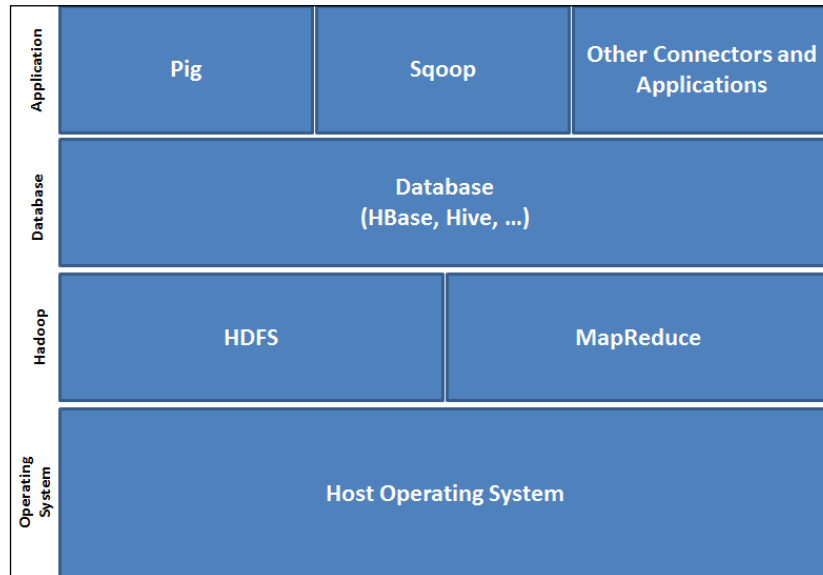 Application
Pig
Sqoop
Other Connectors and
Applications
Database
Database
(HBase, Hive, ...)
Hadoop
HDFS
MapReduce
Operating
System
Host Operating System